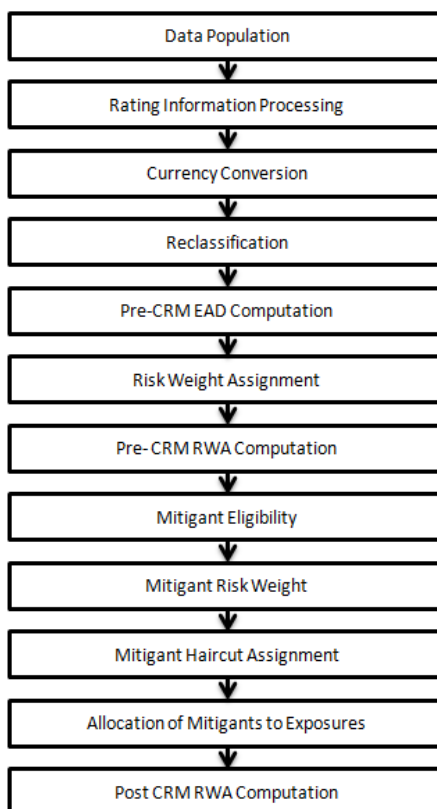 Data Population
Rating Information Processing
Currency Conversion
Reclassification
Pre-CRM EAD Computation
Risk Weight Assignment
Pre- CRM RWA Computation
Mitigant Eligibility
Mitigant Risk Weight
Mitigant Haircut Assignment
Allocation of Mitigants to Exposures
Post CRM RWA Computation